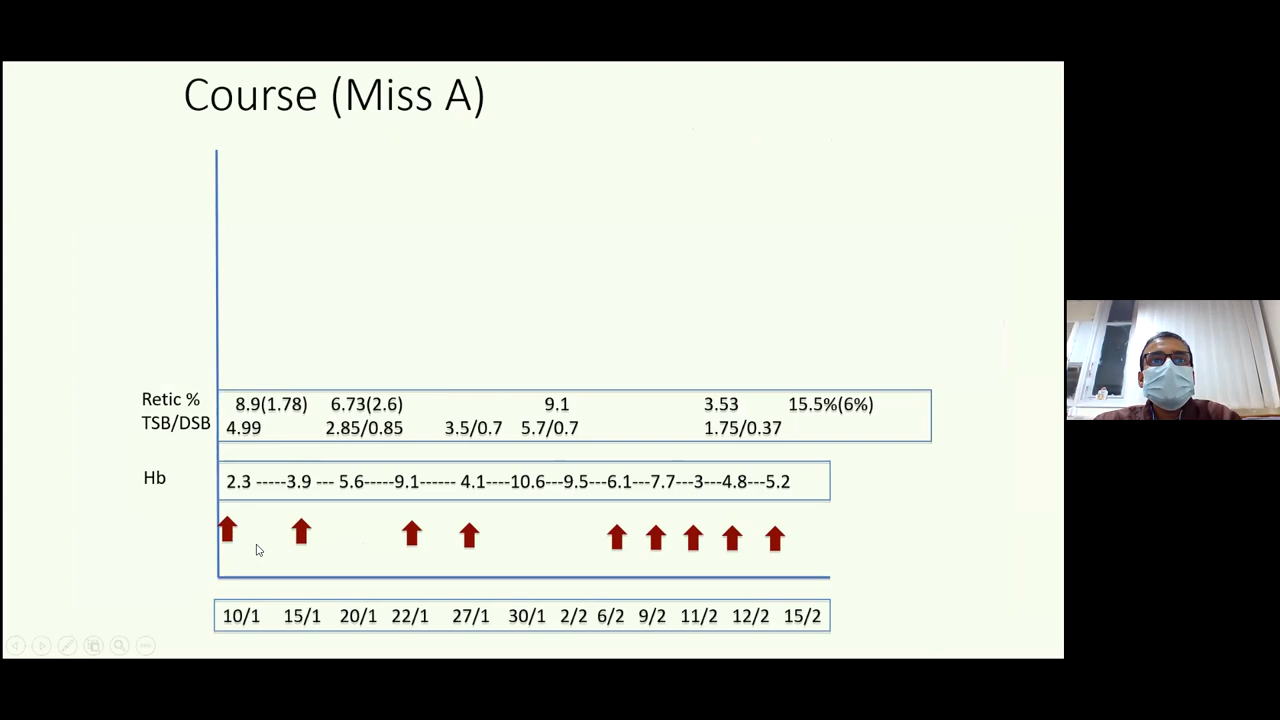 Course (Miss A)
Retic % 8.9(1.78) 6.73(2.6) 9.1 3.53 15.5%(6%)
TSB/DSB 4.99 2.85/0.85 3.5/0.7 5.7/0.7 1.75/0.37
Hb 2.3 -----3.9 --- 5.6-----9.1------ 4.1----10.6---9.5---6.1---7.7---3---4.8---5.2
10/1 15/1 20/1 22/1 27/1 30/1 2/2 6/2 9/2 11/2 12/2 15/2